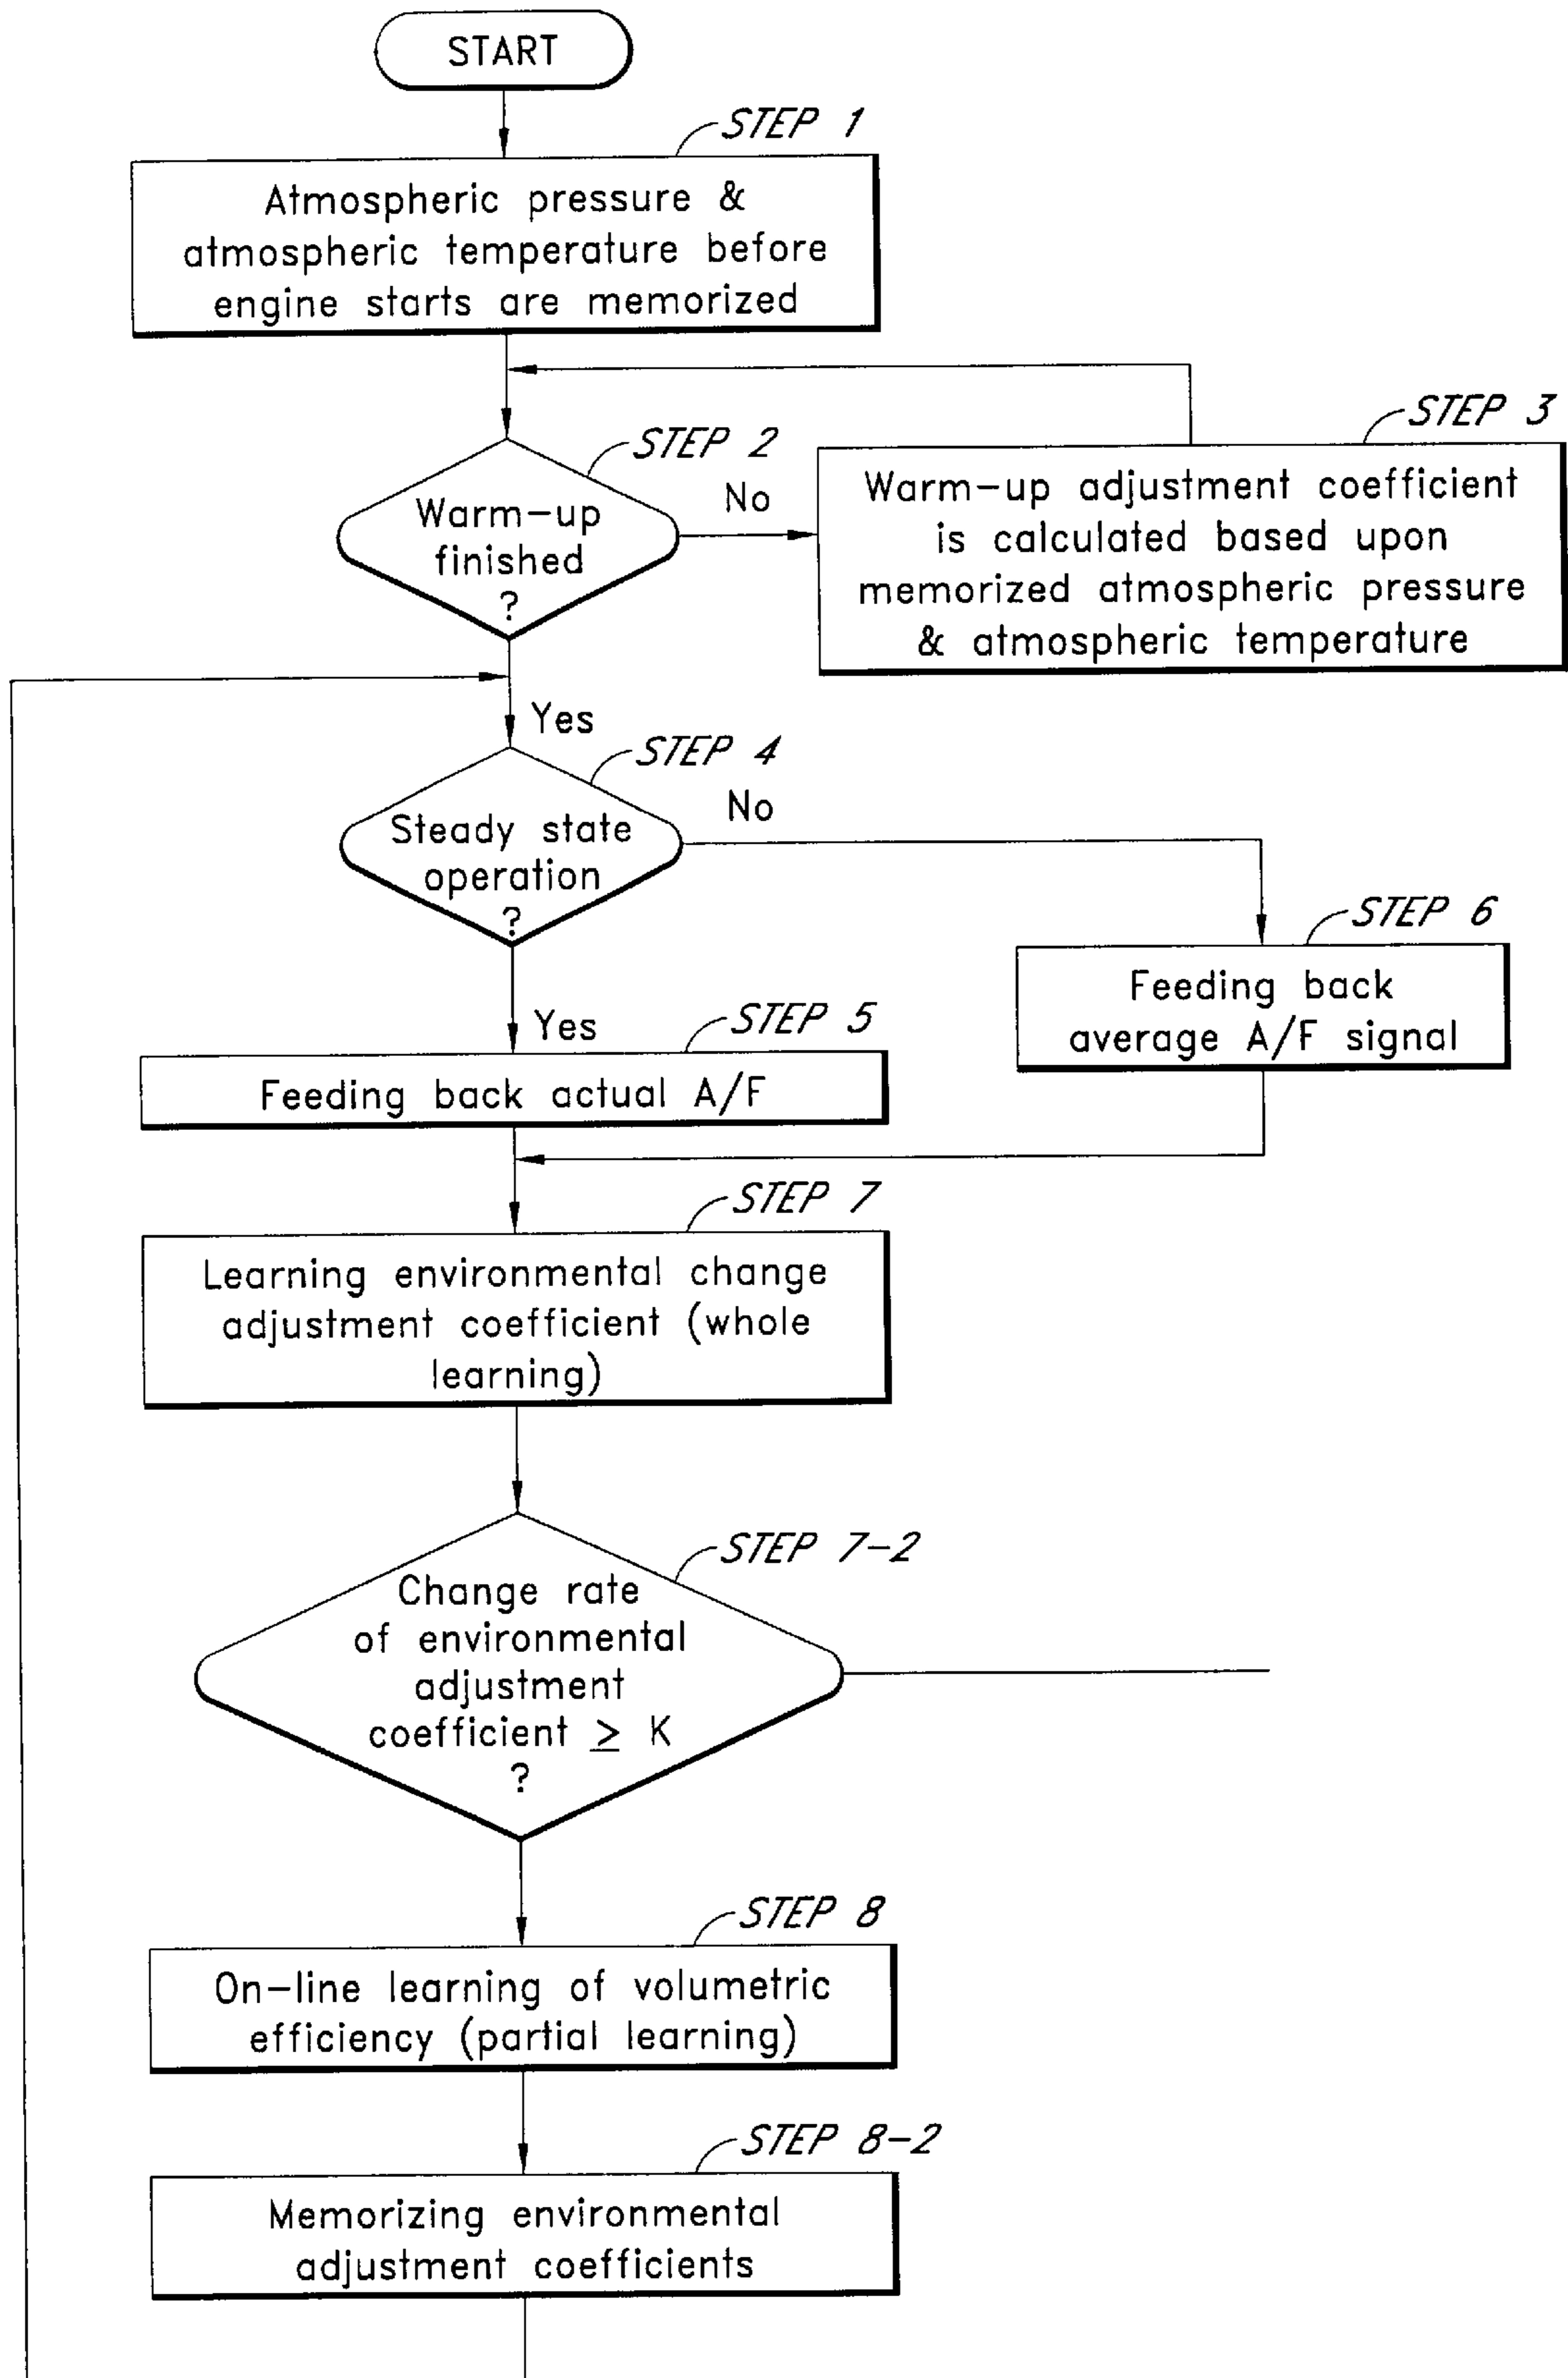 START
STEP 1
Atmospheric pressure &
atmospheric temperature before
engine starts are memorized
STEP 2
Warm-up
finished
?
No
STEP 3
Warm-up adjustment coefficient
is calculated based upon
memorized atmospheric pressure
& atmospheric temperature
Yes
STEP 4
Steady state
operation
?
No
STEP 6
Feeding back
average A/F signal
Yes
STEP 5
Feeding back actual A/F
STEP 7
Learning environmental change
adjustment coefficient (whole
learning)
STEP 7-2
Change rate
of environmental
adjustment
coefficient ≥ K
?
STEP 8
On-line learning of volumetric
efficiency (partial learning)
STEP 8-2
Memorizing environmental
adjustment coefficients